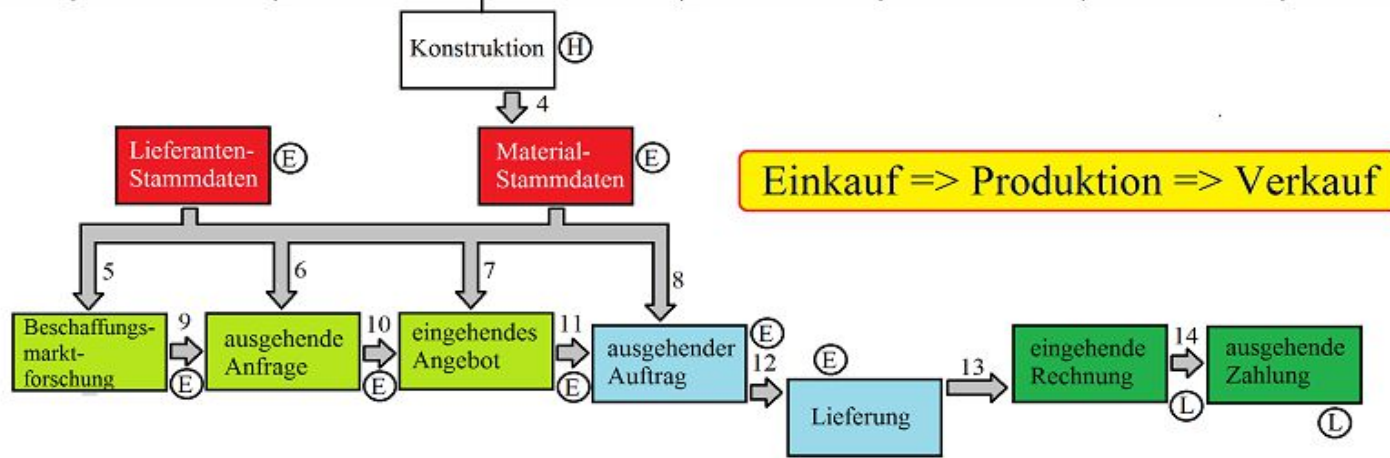 Konstruktion
H
4
Lieferanten-
Stammdaten
E
Material-
Stammdaten
E
Einkauf => Produktion => Verkauf
5
6
7
8
Beschaffungs-
markt-
forschung
9
E
ausgehende
Anfrage
10
E
eingehendes
Angebot
11
E
ausgehender
Auftrag
E
12
E
Lieferung
13
eingehende
Rechnung
14
L
ausgehende
Zahlung
L